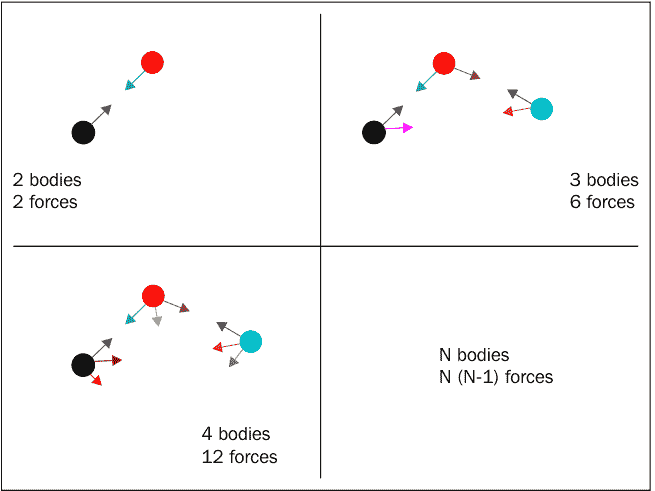 2 bodies
2 forces
3 bodies
6 forces
4 bodies
12 forces
N bodies
N (N-1) forces